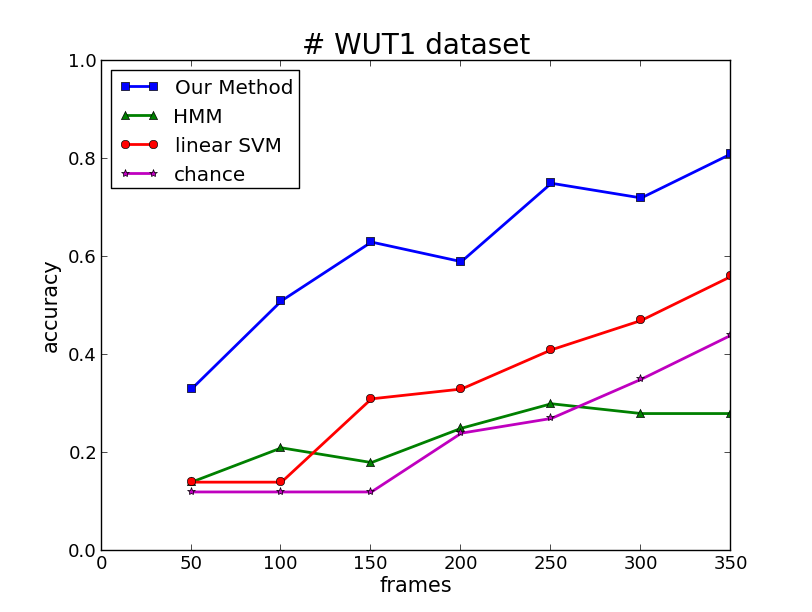 # WUT1 dataset
1.0
0.8
0.6
0.4
0.2
0.0
accuracy
Our Method
HMM
linear SVM
chance
0 50 100 150 200 250 300 350
frames